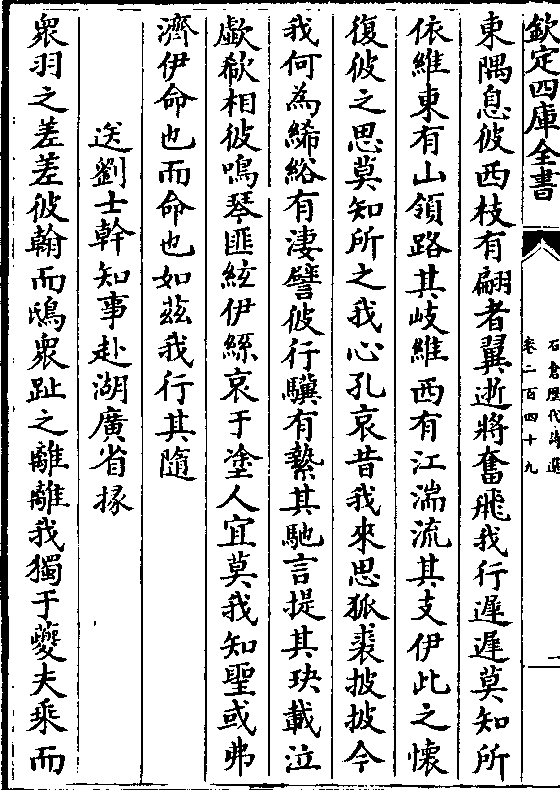 欽定四庫全書
石倉歷代詩選
卷二百四十九
東隅息彼西枝有翩者翼逝將奮飛我行遲遲莫知所
依維東有山領路其岐維西有江湍流其支伊此之懷
復彼之思莫知所之我心孔哀昔我來思狐裘披披今
我何為絺綌有淒譬彼行驥有縶其馳言提其玦載泣
歔欷相彼鳴琴匪絃伊絲哀于塗人宜莫我知聖或弗
濟伊命也而命也如兹我行其隨
送劉士幹知事赴湖廣省掾
衆羽之差差彼翰而鴟衆趾之離離我獨于夔夫乘而